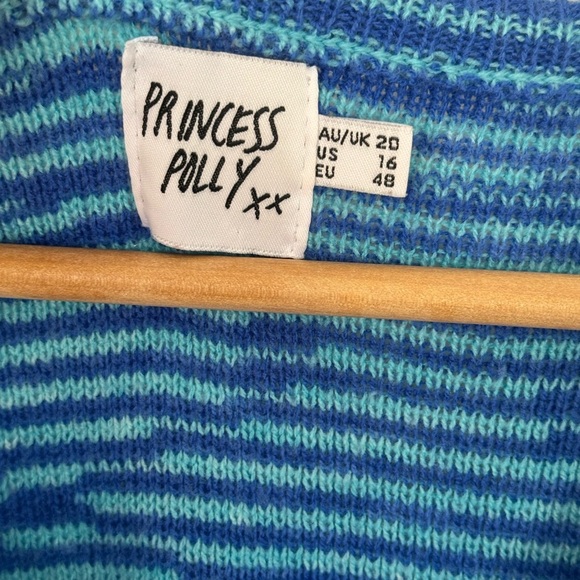 PRINCESS
POLLY xx
AU/UK 20
US 16
EU 48